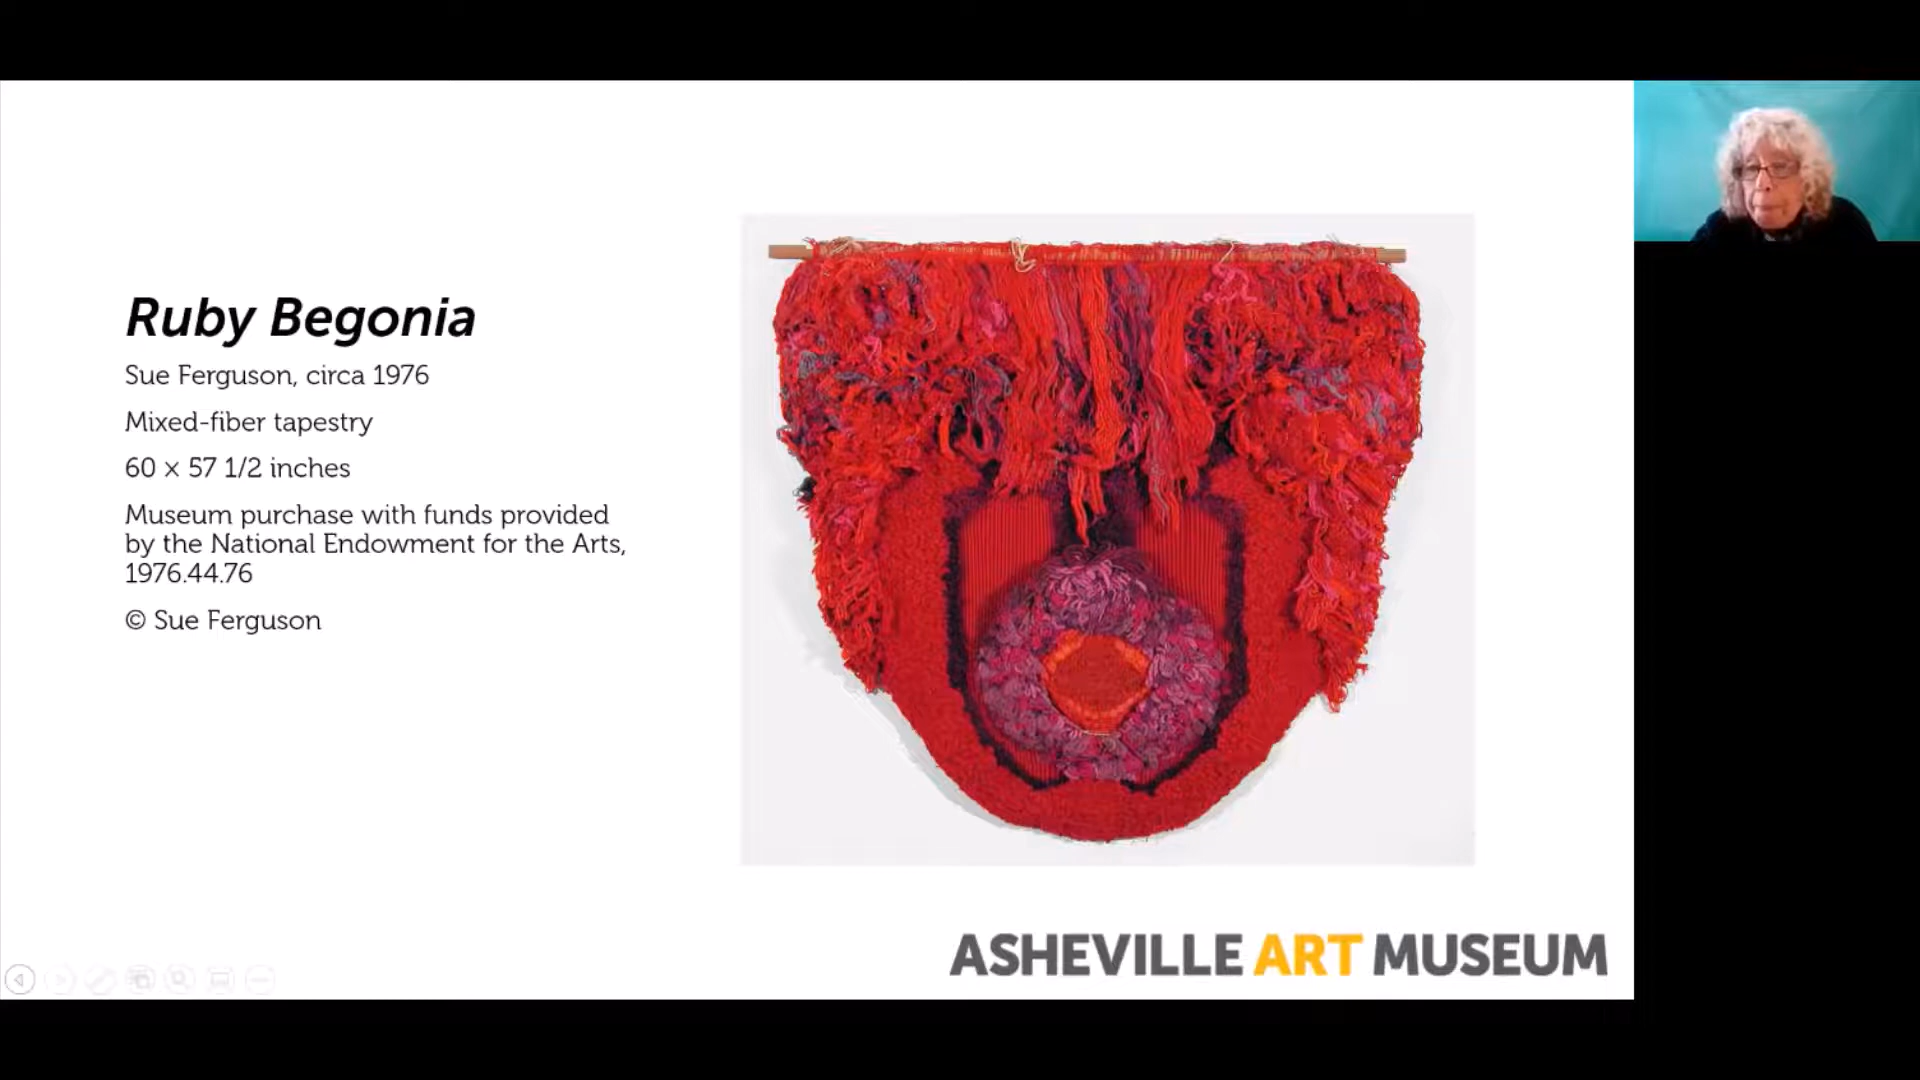 Ruby Begonia
Sue Ferguson, circa 1976
Mixed-fiber tapestry
60 × 57 1/2 inches
Museum purchase with funds provided
by the National Endowment for the Arts,
1976.44.76
© Sue Ferguson
ASHEVILLE ART MUSEUM